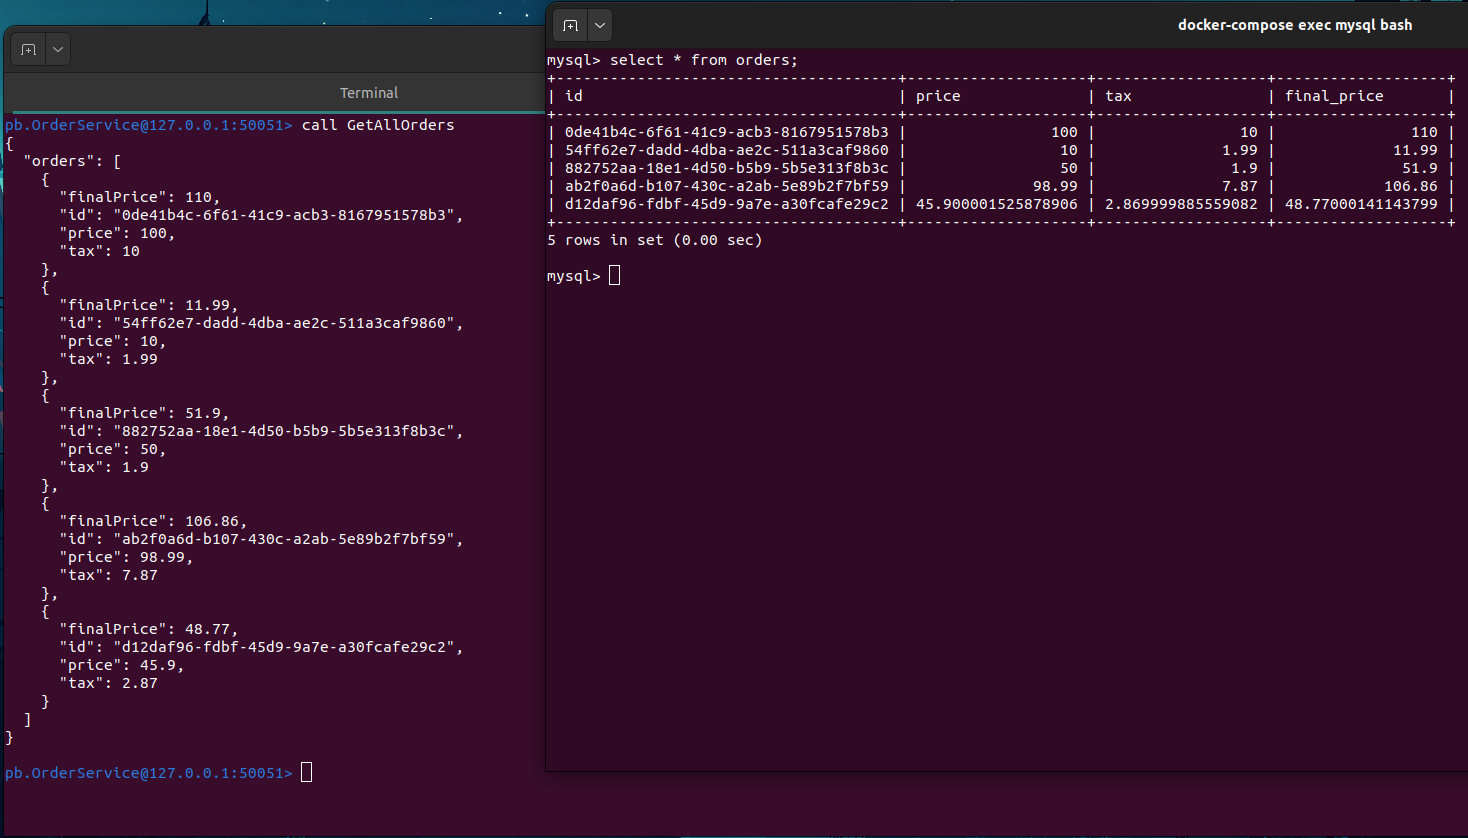 Terminal
pb.OrderService@127.0.0.1:50051> call GetAllOrders
{
  "orders": [
    {
      "finalPrice": 110,
      "id": "0de41b4c-6f61-41c9-acb3-8167951578b3",
      "price": 100,
      "tax": 10
    },
    {
      "finalPrice": 11.99,
      "id": "54ff62e7-dadd-4dba-ae2c-511a3caf9860",
      "price": 10,
      "tax": 1.99
    },
    {
      "finalPrice": 51.9,
      "id": "882752aa-18e1-4d50-b5b9-5b5e313f8b3c",
      "price": 50,
      "tax": 1.9
    },
    {
      "finalPrice": 106.86,
      "id": "ab2f0a6d-b107-430c-a2ab-5e89b2f7bf59",
      "price": 98.99,
      "tax": 7.87
    },
    {
      "finalPrice": 48.77,
      "id": "d12daf96-fdbf-45d9-9a7e-a30fcafe29c2",
      "price": 45.9,
      "tax": 2.87
    }
  ]
}
pb.OrderService@127.0.0.1:50051>
docker-compose exec mysql bash
mysql> select * from orders;
+--------------------------------------+--------------------+-------------------+-------------------+
| id                                   | price              | tax               | final_price       |
+--------------------------------------+--------------------+-------------------+-------------------+
| 0de41b4c-6f61-41c9-acb3-8167951578b3 |                100 |                10 |               110 |
| 54ff62e7-dadd-4dba-ae2c-511a3caf9860 |                 10 |              1.99 |             11.99 |
| 882752aa-18e1-4d50-b5b9-5b5e313f8b3c |                 50 |               1.9 |              51.9 |
| ab2f0a6d-b107-430c-a2ab-5e89b2f7bf59 |              98.99 |              7.87 |            106.86 |
| d12daf96-fdbf-45d9-9a7e-a30fcafe29c2 | 45.900001525878906 | 2.869999885559082 | 48.77000141143799 |
+--------------------------------------+--------------------+-------------------+-------------------+
5 rows in set (0.00 sec)
mysql>